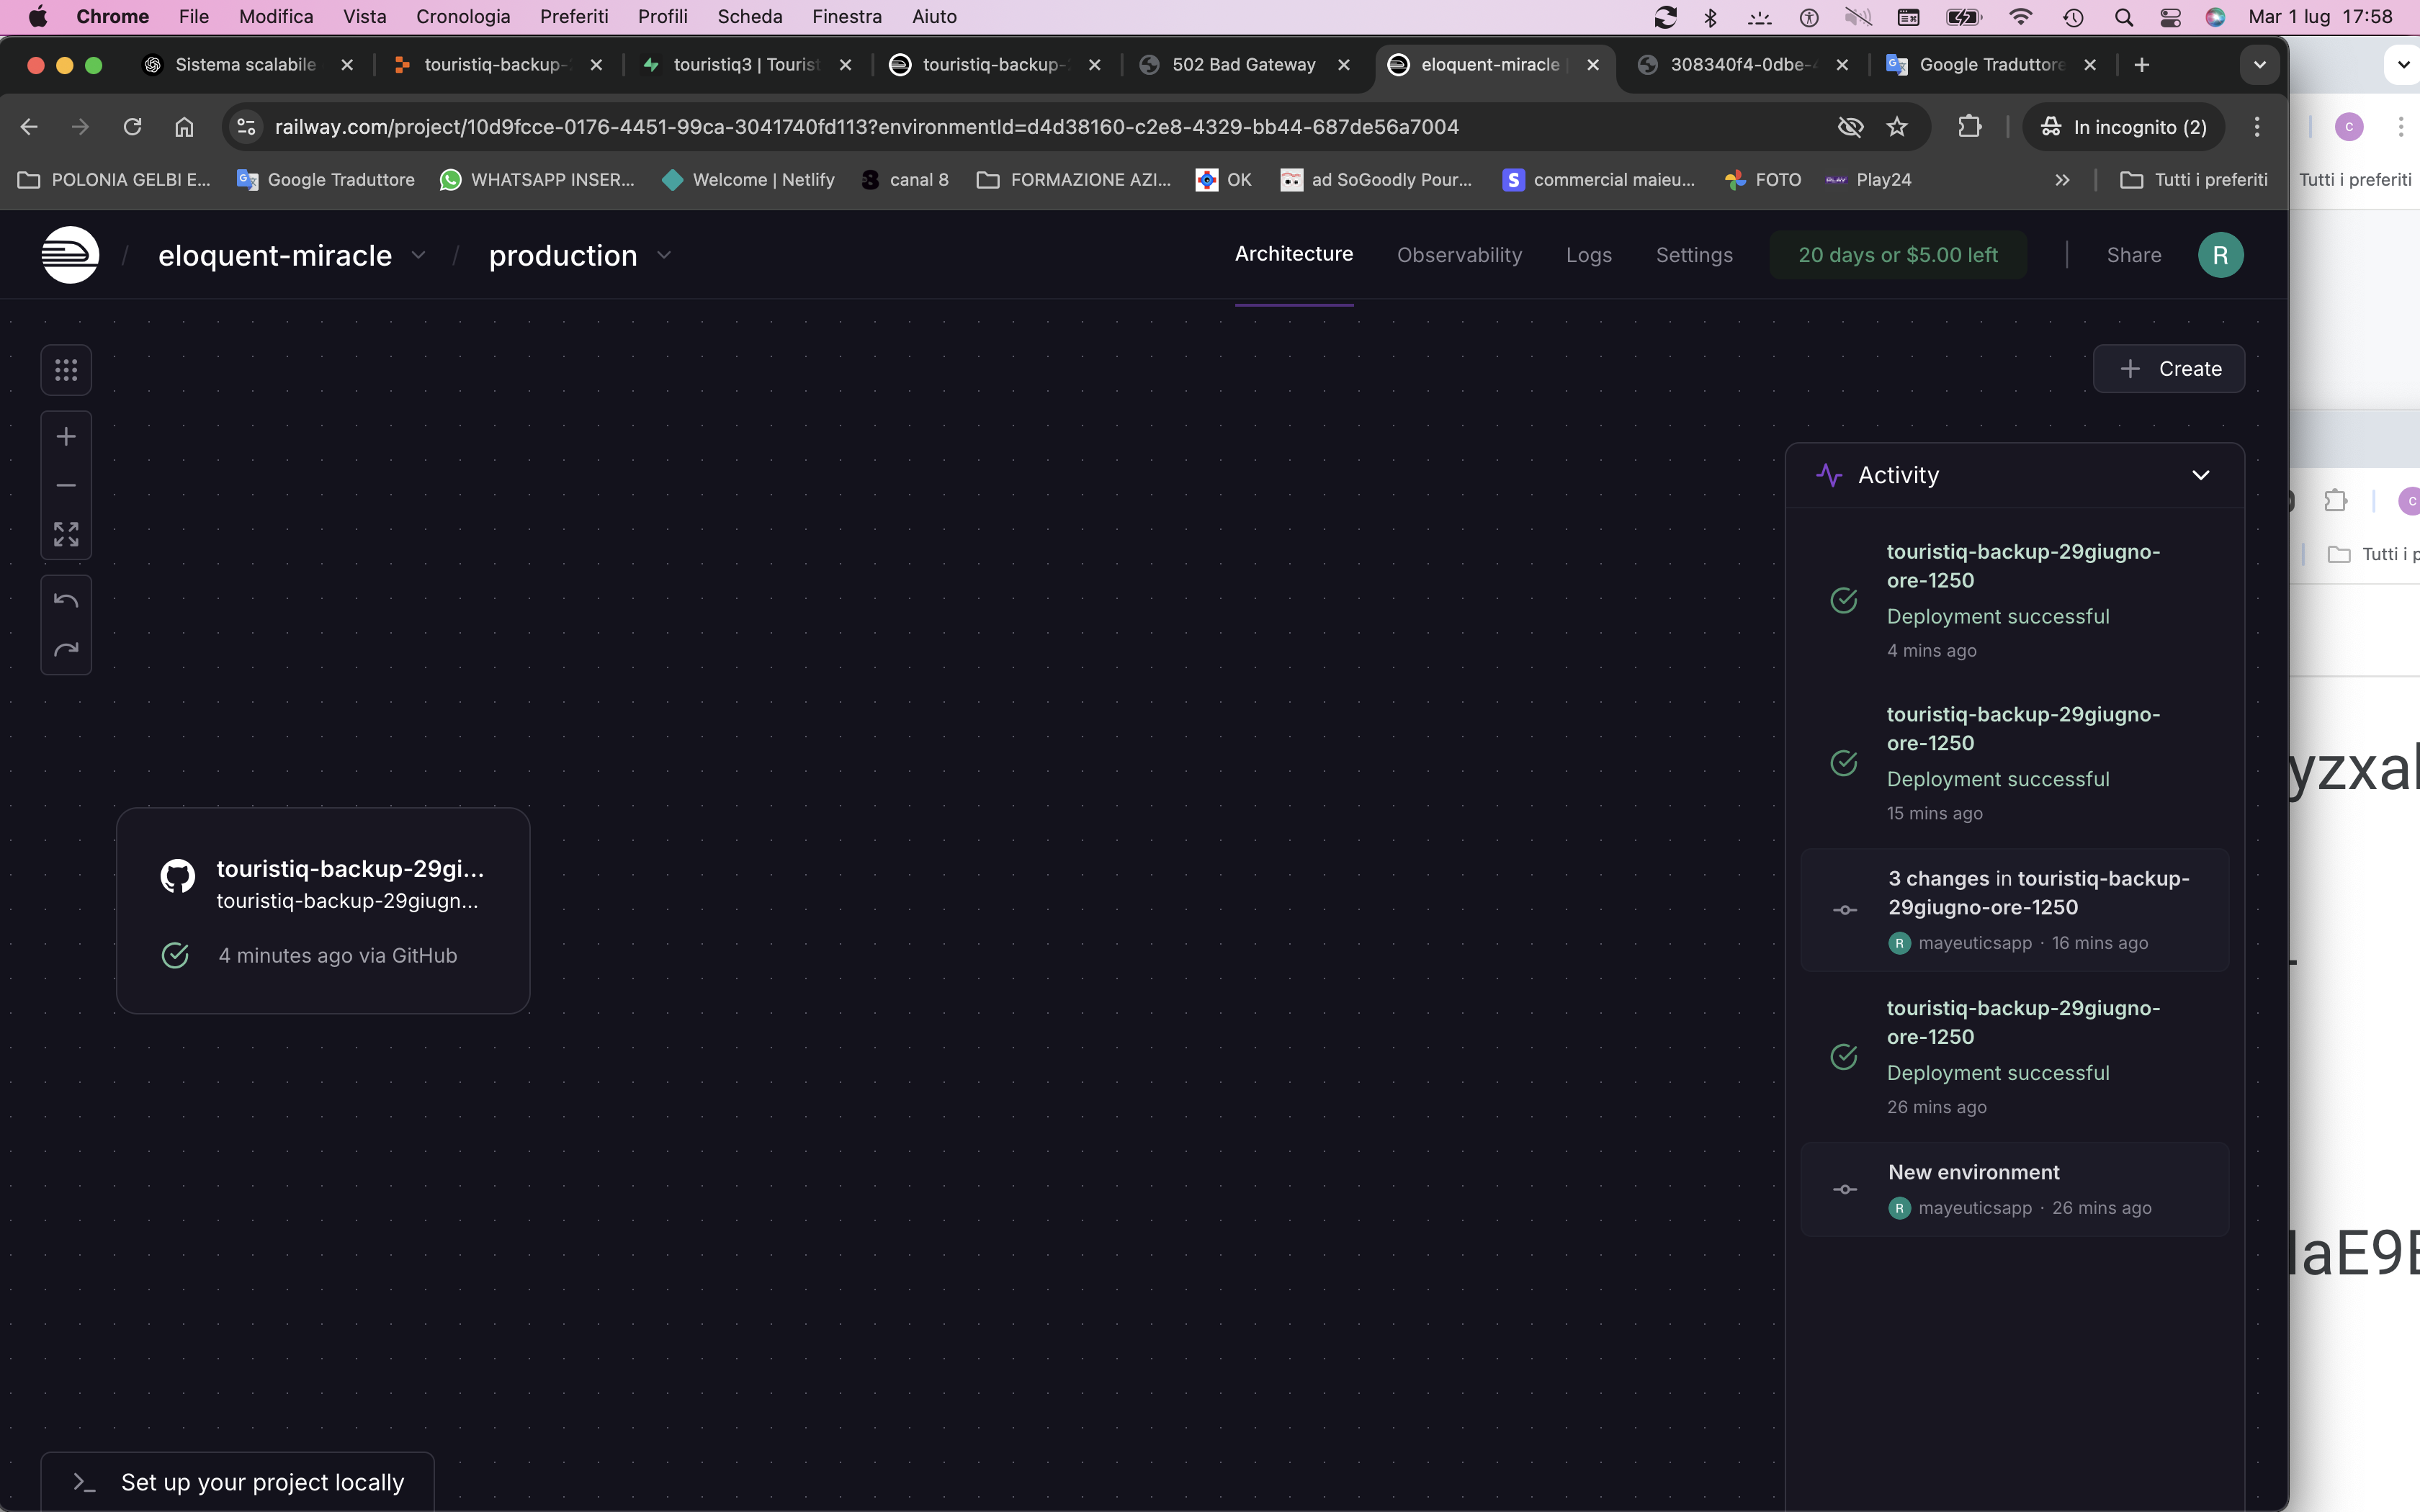 Chrome File Modifica Vista Cronologia Preferiti Profili Scheda Finestra Aiuto Mar 1 lug 17:58
Sistema scalabile touristiq-backup- touristiq3 | Tourist touristiq-backup- 502 Bad Gateway eloquent-miracle 308340f4-0dbe- Google Traduttore
railway.com/project/10d9fcce-0176-4451-99ca-3041740fd113?environmentId=d4d38160-c2e8-4329-bb44-687de56a7004 In incognito (2) C
POLONIA GELBI E... Google Traduttore WHATSAPP INSER... Welcome | Netlify canal 8 FORMAZIONE AZI... OK ad SoGoodly Pour... S commercial maieu... FOTO Play24 Tutti i preferiti Tutti i preferiti
/ eloquent-miracle / production Architecture Observability Logs Settings 20 days or $5.00 left Share R
Create
Activity
C
Tutti i p
touristiq-backup-29giugno-
ore-1250
Deployment successful
4 mins ago
touristiq-backup-29giugno-
ore-1250
Deployment successful
15 mins ago
yzxa
3 changes in touristiq-backup-
29giugno-ore-1250
R mayeuticsapp · 16 mins ago
touristiq-backup-29gi...
touristiq-backup-29giugn...
4 minutes ago via GitHub
touristiq-backup-29giugno-
ore-1250
Deployment successful
26 mins ago
New environment
R mayeuticsapp · 26 mins ago
aE9
Set up your project locally